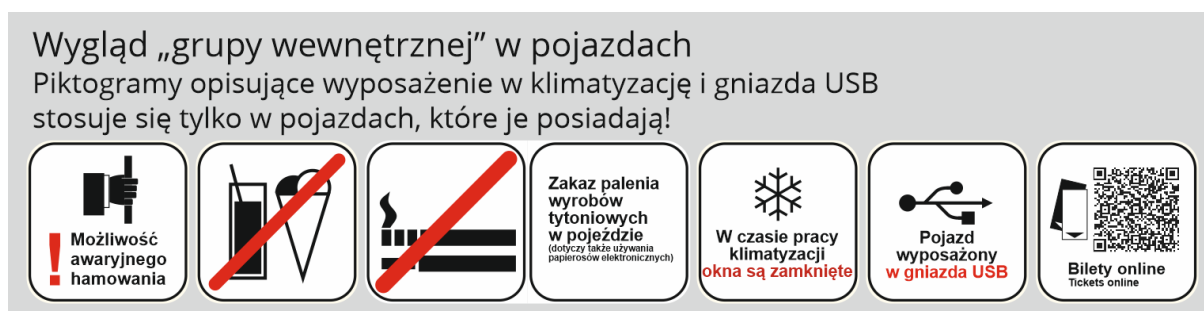 Wygląd „grupy wewnętrznej” w pojazdach
Piktogramy opisujące wyposażenie w klimatyzację i gniazda USB
stosuje się tylko w pojazdach, które je posiadają!
! Możliwość
awaryjnego
hamowania
Zakaz palenia
wyrobów
tytoniowych
w pojeździe
(dotyczy także używania
papierosów elektronicznych)
W czasie pracy
klimatyzacji
okna są zamknięte
Pojazd
wyposażony
w gniazda USB
Bilety online
Tickets online